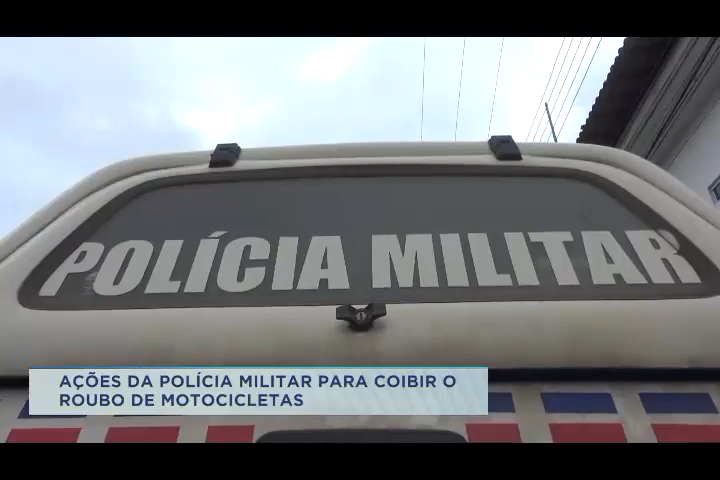 POLÍCIA MILITAR
AÇÕES DA POLÍCIA MILITAR PARA COIBIR O
ROUBO DE MOTOCICLETAS